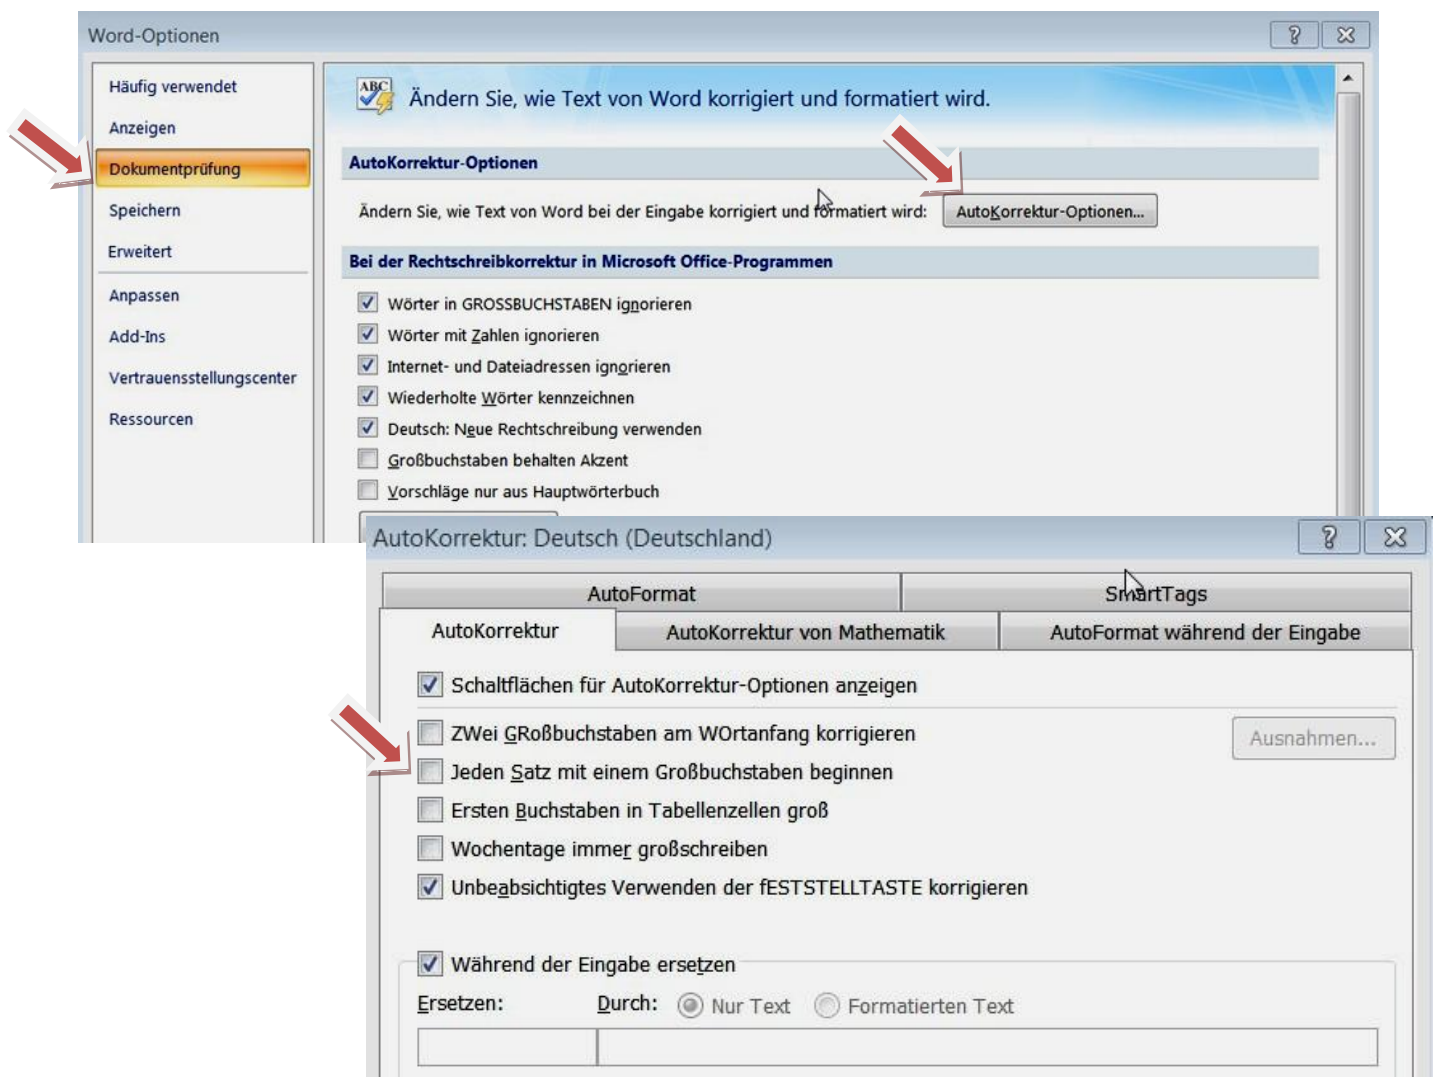 Word-Optionen
Häufig verwendet
Anzeigen
Dokumentprüfung
Speichern
Erweitert
Anpassen
Add-Ins
Vertrauensstellungscenter
Ressourcen
ABC
Ändern Sie, wie Text von Word korrigiert und formatiert wird.
AutoKorrektur-Optionen
Ändern Sie, wie Text von Word bei der Eingabe korrigiert und formatiert wird: AutoKorrektur-Optionen...
Bei der Rechtschreibkorrektur in Microsoft Office-Programmen
Wörter in GROSSBUCHSTABEN ignorieren
Wörter mit Zahlen ignorieren
Internet- und Dateiadressen ignorieren
Wiederholte Wörter kennzeichnen
Deutsch: Neue Rechtschreibung verwenden
Großbuchstaben behalten Akzent
Vorschläge nur aus Hauptwörterbuch
AutoKorrektur: Deutsch (Deutschland)
AutoFormat SmartTags
AutoKorrektur AutoKorrektur von Mathematik AutoFormat während der Eingabe
Schaltflächen für AutoKorrektur-Optionen anzeigen
ZWei GRoßbuchstaben am WOrtanfang korrigieren Ausnahmen...
Jeden Satz mit einem Großbuchstaben beginnen
Ersten Buchstaben in Tabellenzellen groß
Wochentage immer großschreiben
Unbeabsichtigtes Verwenden der fESTSTELLTASTE korrigieren
Während der Eingabe ersetzen
Ersetzen: Durch: Nur Text Formatierten Text